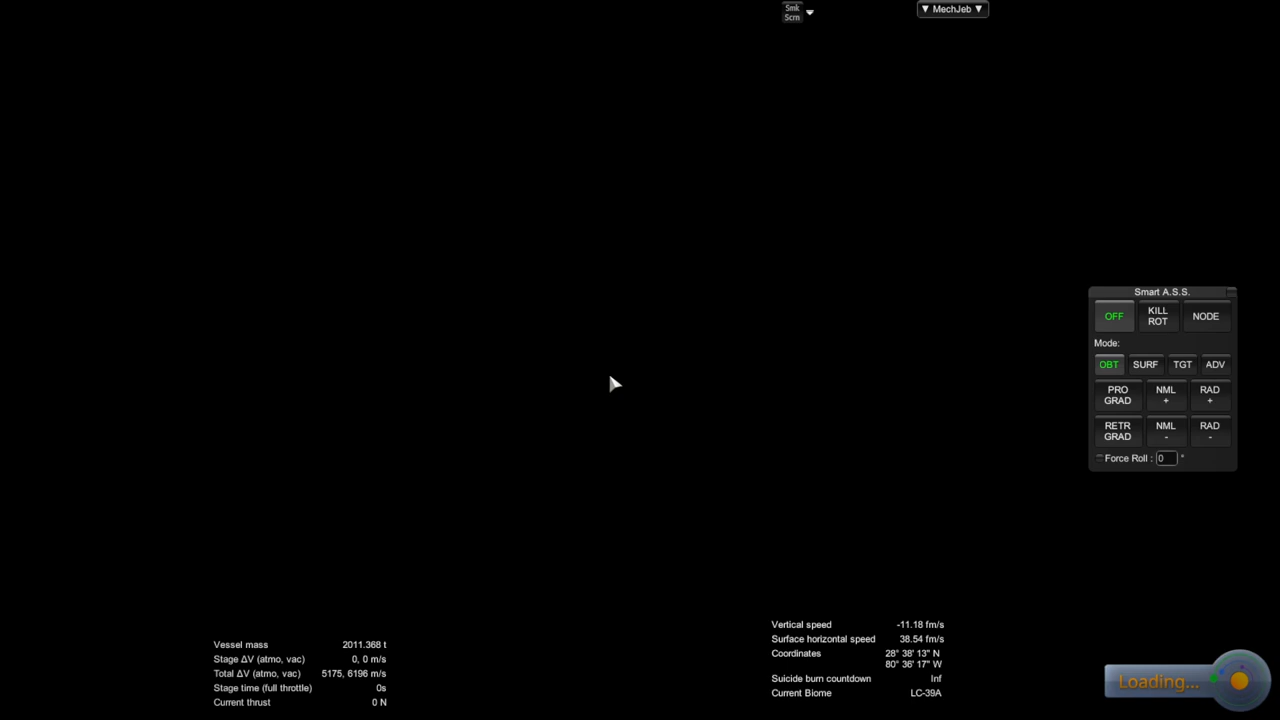 Smk
Scrn
▼ MechJeb ▼
Smart A.S.S.
OFF
KILL
ROT
NODE
Mode:
OBT SURF TGT ADV
PRO
GRAD
NML
+
RAD
+
RETR
GRAD
NML
-
RAD
-
Force Roll : 0 °
Vessel mass 2011.368 t
Stage ΔV (atmo, vac) 0, 0 m/s
Total ΔV (atmo, vac) 5175, 6196 m/s
Stage time (full throttle) 0s
Current thrust 0 N
Vertical speed -11.18 fm/s
Surface horizontal speed 38.54 fm/s
Coordinates 28° 38' 13" N
80° 36' 17" W
Suicide burn countdown Inf
Current Biome LC-39A
Loading...